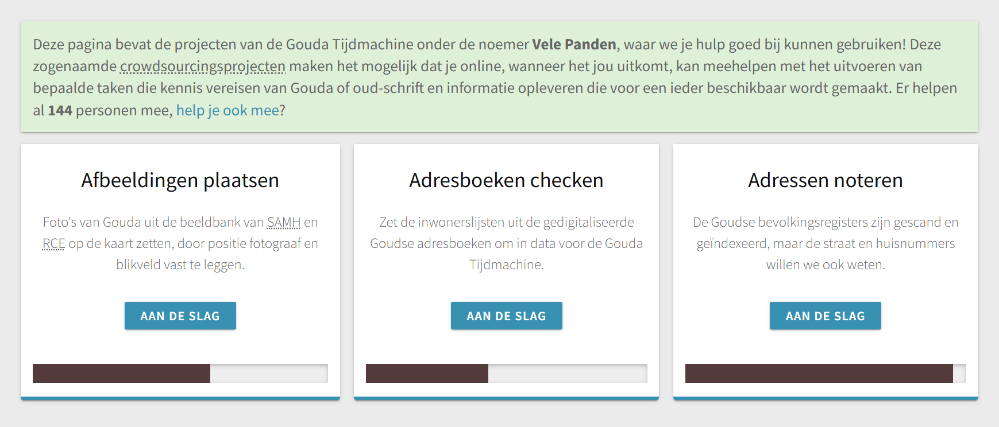 Deze pagina bevat de projecten van de Gouda Tijdmachine onder de noemer Vele Panden, waar we je hulp goed bij kunnen gebruiken! Deze
zogenaamde crowdsourcingsprojecten maken het mogelijk dat je online, wanneer het jou uitkomt, kan meehelpen met het uitvoeren van
bepaalde taken die kennis vereisen van Gouda of oud-schrift en informatie opleveren die voor een ieder beschikbaar wordt gemaakt. Er helpen
al 144 personen mee, help je ook mee?
Afbeeldingen plaatsen
Foto's van Gouda uit de beeldbank van SAMH en
RCE op de kaart zetten, door positie fotograaf en
blikveld vast te leggen.
AAN DE SLAG
Adresboeken checken
Zet de inwonerslijsten uit de gedigitaliseerde
Goudse adresboeken om in data voor de Gouda
Tijdmachine.
AAN DE SLAG
Adressen noteren
De Goudse bevolkingsregisters zijn gescand en
geïndexeerd, maar de straat en huisnummers
willen we ook weten.
AAN DE SLAG